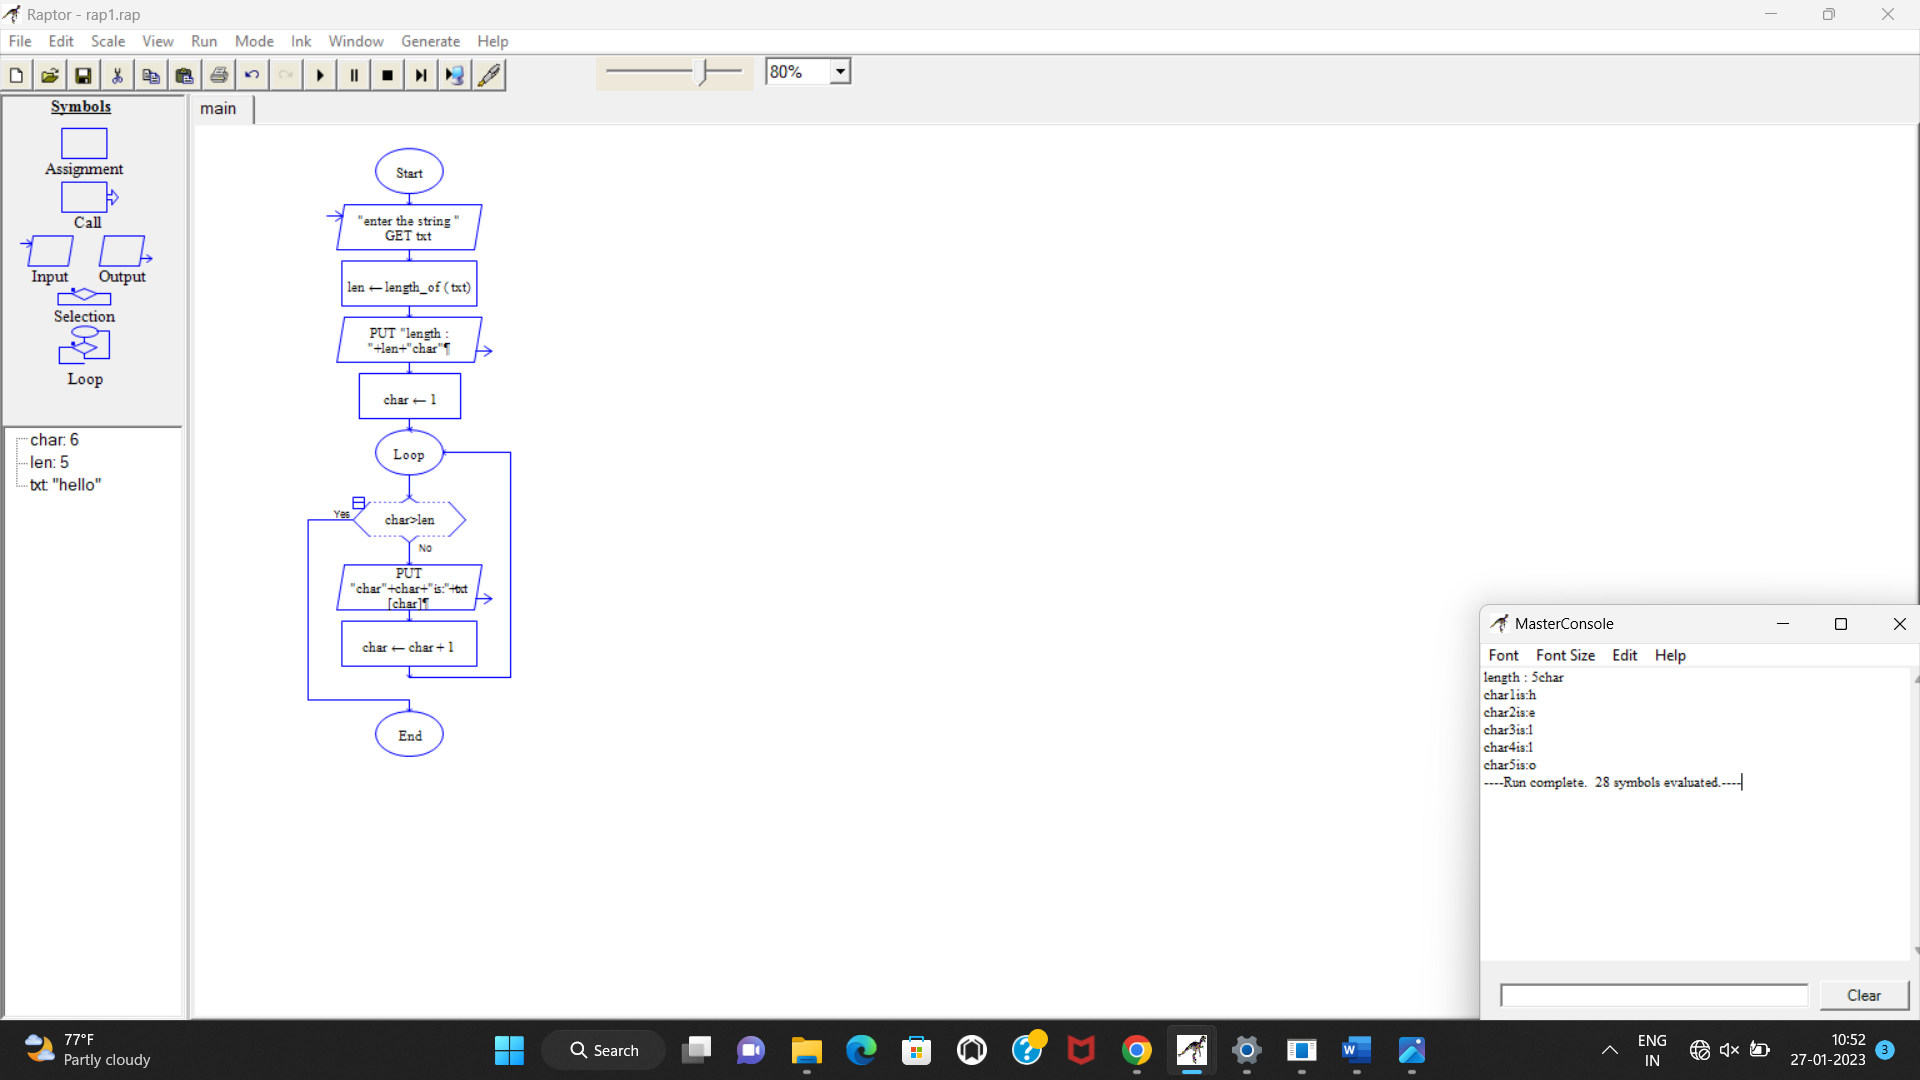 Raptor - rap1.rap
File Edit Scale View Run Mode Ink Window Generate Help
80%
Symbols
Assignment
Call
Input Output
Selection
Loop
char: 6
len: 5
txt: "hello"
main
Start
"enter the string "
GET txt
len ← length_of ( txt)
PUT "length :
"+len+"char"¶
char ← 1
Loop
Yes
char>len
No
PUT
"char"+char+"is:"+txt
[char]¶
char ← char + 1
End
MasterConsole
Font Font Size Edit Help
length : 5char
char1is:h
char2is:e
char3is:l
char4is:l
char5is:o
----Run complete.  28 symbols evaluated.----
Clear
77°F
Partly cloudy
Search
ENG
IN
10:52
27-01-2023
3